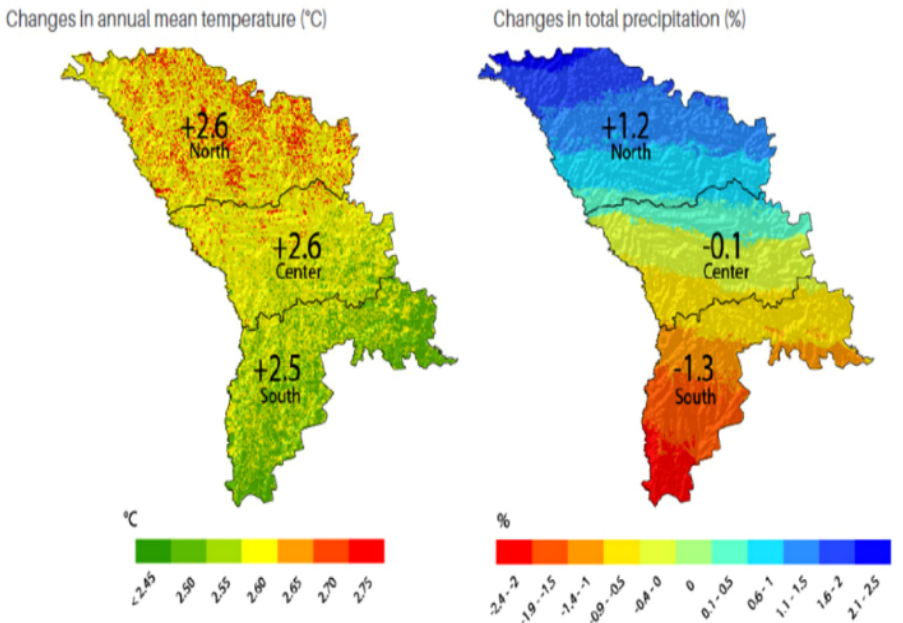 Changes in annual mean temperature (°C)
Changes in total precipitation (%)
+2.6
North
+2.6
Center
+2.5
South
+1.2
North
-0.1
Center
-1.3
South
°C
<2.45
2.50
2.55
2.60
2.65
2.70
2.75
%
-2.4 - -2
-1.9 - -1.5
-1.4 - -1
-0.9 - -0.5
-0.4 - 0
0
0.1 - 0.5
0.6 - 1
1.1 - 1.5
1.6 - 2
2.1 - 2.5